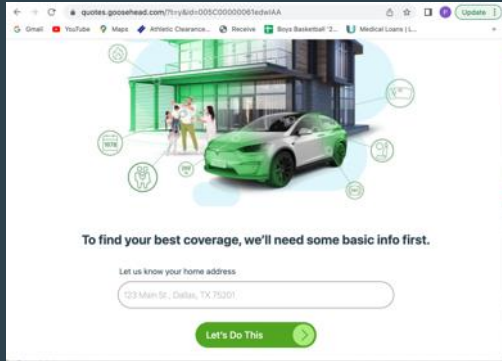 quotes.goosehead.com/?t=y&id=005C00000061edwIAA
Update
Gmail
YouTube
Maps
Athletic Clearance...
Receive
Boys Basketball '2...
Medical Loans | L...
1978
To find your best coverage, we'll need some basic info first.
Let us know your home address
123 Main St., Dallas, TX 75201
Let's Do This